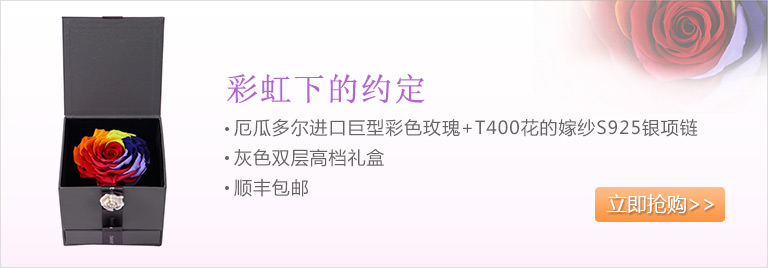 彩虹下的约定
·厄瓜多尔进口巨型彩色玫瑰+T400花的嫁纱S925银项链
·灰色双层高档礼盒
·顺丰包邮
立即抢购>>